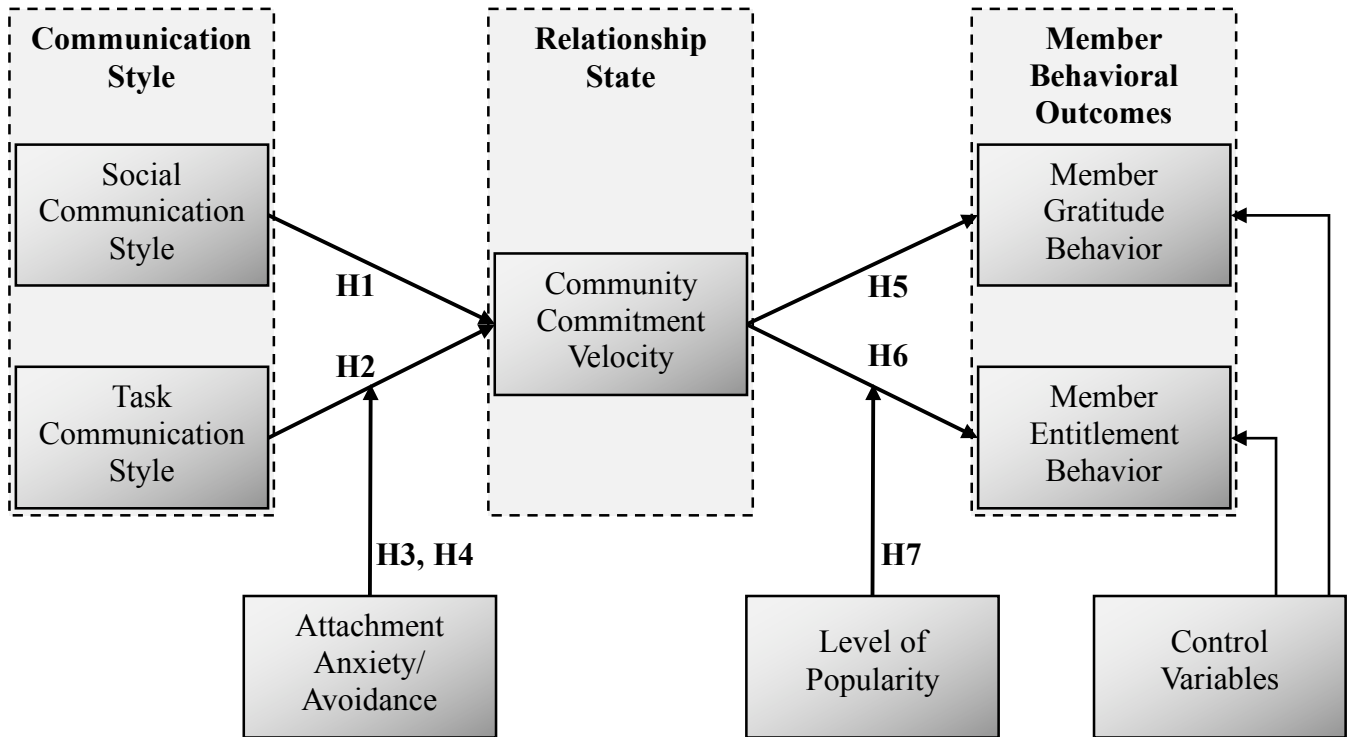 Communication
Style
Relationship
State
Member
Behavioral
Outcomes
Social
Communication
Style
Member
Gratitude
Behavior
H1
Community
Commitment
Velocity
H5
H2
H6
Task
Communication
Style
Member
Entitlement
Behavior
H3, H4
H7
Attachment
Anxiety/
Avoidance
Level of
Popularity
Control
Variables